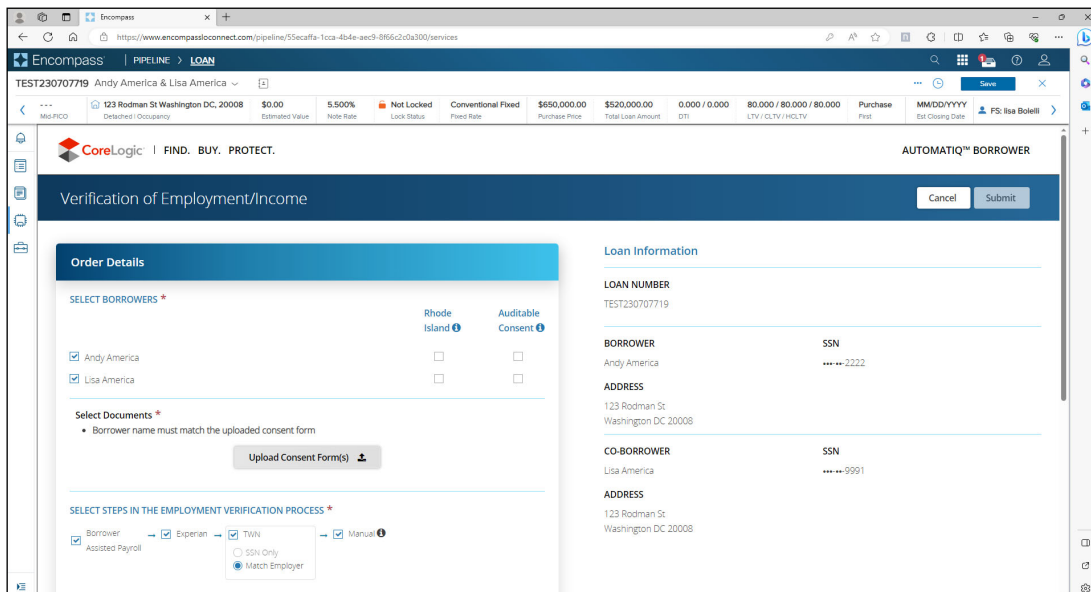 Encompass
https://www.encompassloconnect.com/pipeline/55ecaffa-1cca-4b4e-aec9-8f66c2c0a300/services
Encompass PIPELINE > LOAN
TEST230707719 Andy America & Lisa America
Save
--- 123 Rodman St Washington DC, 20008 $0.00 5.500% Not Locked Conventional Fixed $650,000.00 $520,000.00 0.000 / 0.000 80.000 / 80.000 / 80.000 Purchase MM/DD/YYYY FS: lisa Bolelli
Mid-FICO Detached | Occupancy Estimated Value Note Rate Lock Status Fixed Rate Purchase Price Total Loan Amount DTI LTV / CLTV / HCLTV First Est Closing Date
CoreLogic | FIND. BUY. PROTECT.
AUTOMATIQ™ BORROWER
Verification of Employment/Income
Cancel Submit
Order Details
SELECT BORROWERS *
Rhode Auditable
Island Consent
Andy America
Lisa America
Select Documents *
• Borrower name must match the uploaded consent form
Upload Consent Form(s)
SELECT STEPS IN THE EMPLOYMENT VERIFICATION PROCESS *
Borrower → Experian → TWN → Manual
Assisted Payroll
SSN Only
Match Employer
Loan Information
LOAN NUMBER
TEST230707719
BORROWER SSN
Andy America •••-••-2222
ADDRESS
123 Rodman St
Washington DC 20008
CO-BORROWER SSN
Lisa America •••-••-9991
ADDRESS
123 Rodman St
Washington DC 20008